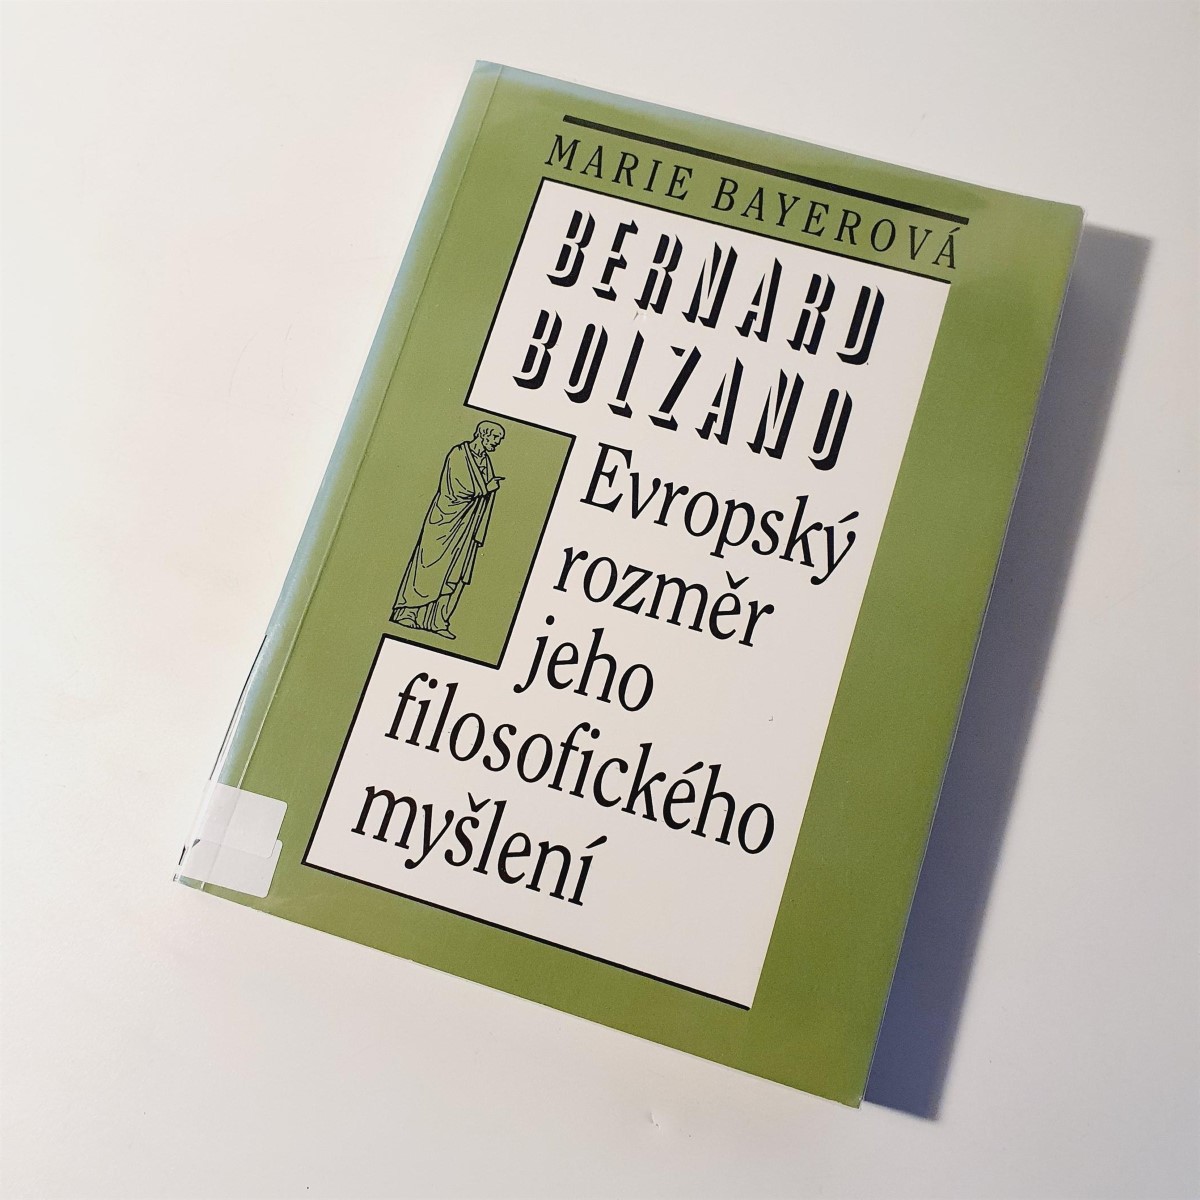 MARIE BAYEROVÁ
BERNARD
BOLZANO
Evropský
rozměr
jeho
filosofického
myšlení